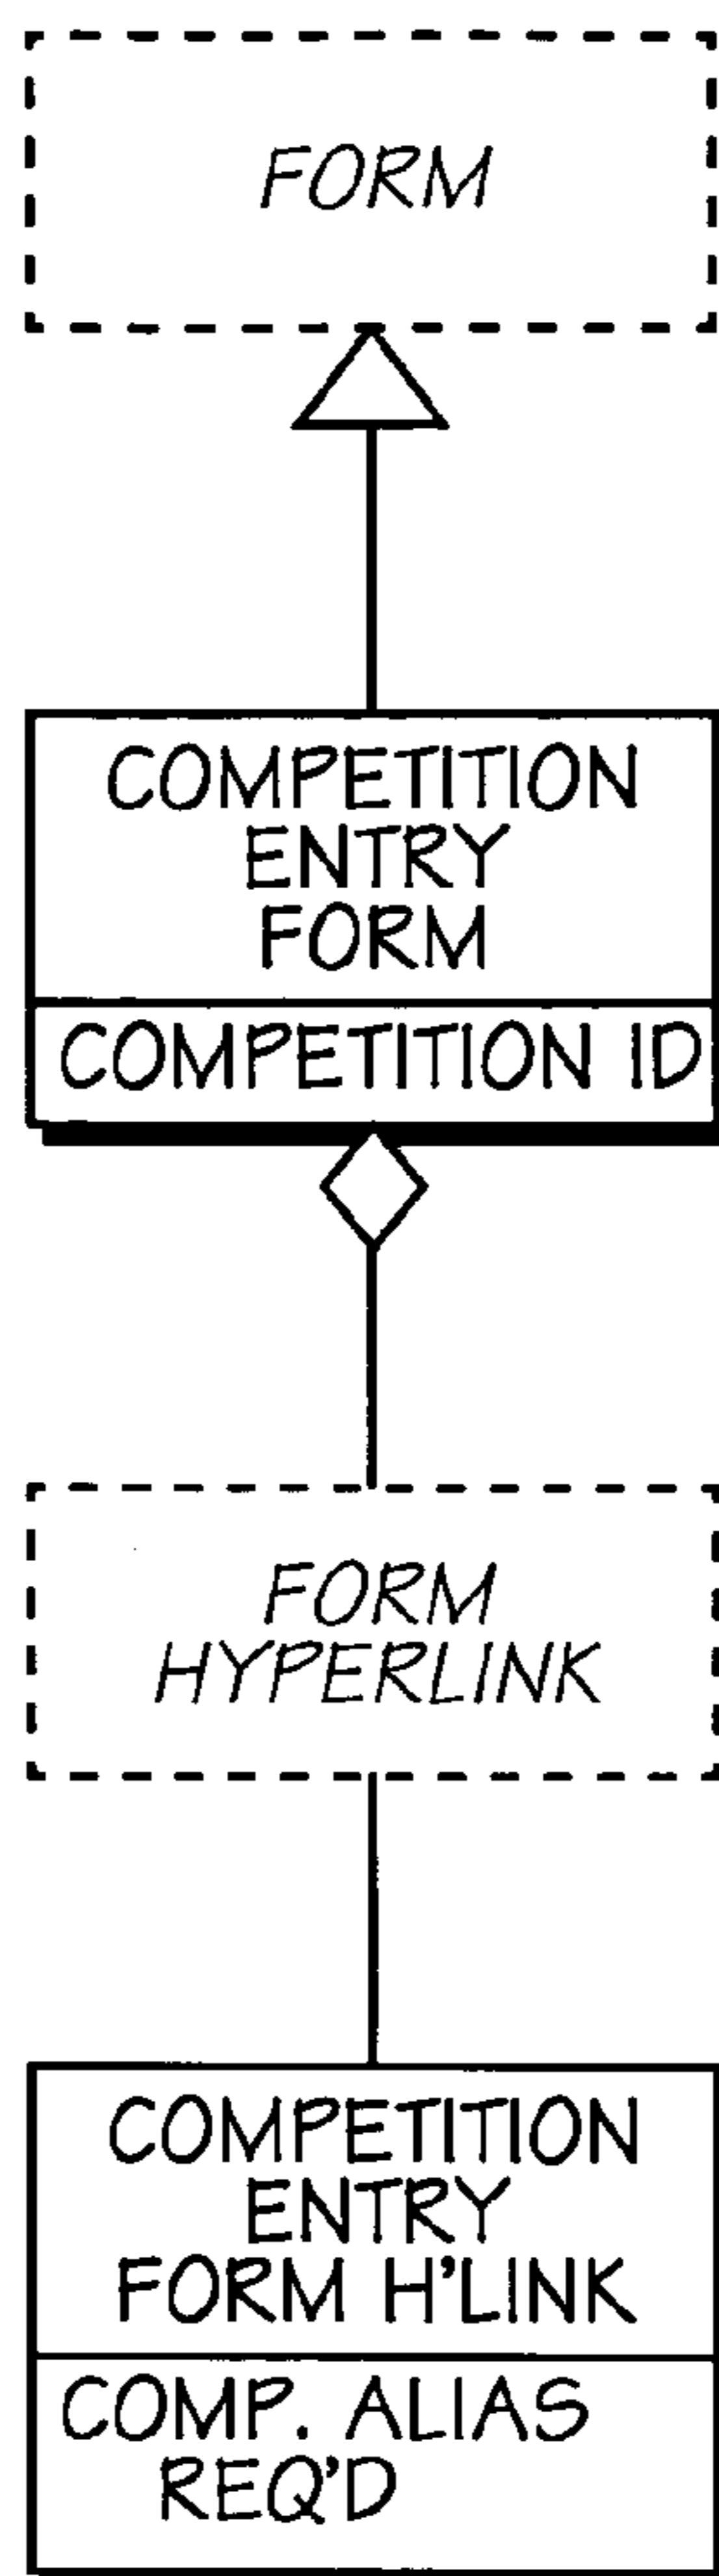 FORM
COMPETITION
ENTRY
FORM
COMPETITION ID
FORM
HYPERLINK
COMPETITION
ENTRY
FORM H'LINK
COMP. ALIAS
REQ'D